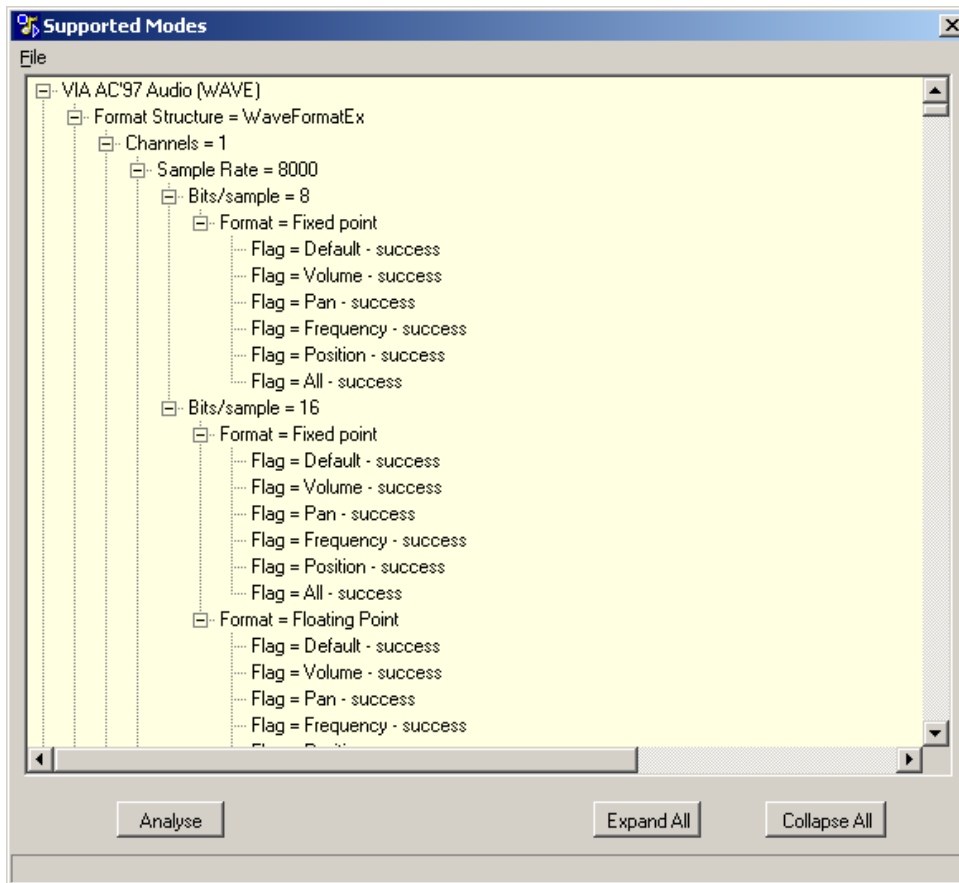 Supported Modes
File
VIA AC'97 Audio (WAVE)
Format Structure = WaveFormatEx
Channels = 1
Sample Rate = 8000
Bits/sample = 8
Format = Fixed point
Flag = Default - success
Flag = Volume - success
Flag = Pan - success
Flag = Frequency - success
Flag = Position - success
Flag = All - success
Bits/sample = 16
Format = Fixed point
Flag = Default - success
Flag = Volume - success
Flag = Pan - success
Flag = Frequency - success
Flag = Position - success
Flag = All - success
Format = Floating Point
Flag = Default - success
Flag = Volume - success
Flag = Pan - success
Flag = Frequency - success
Analyse
Expand All
Collapse All